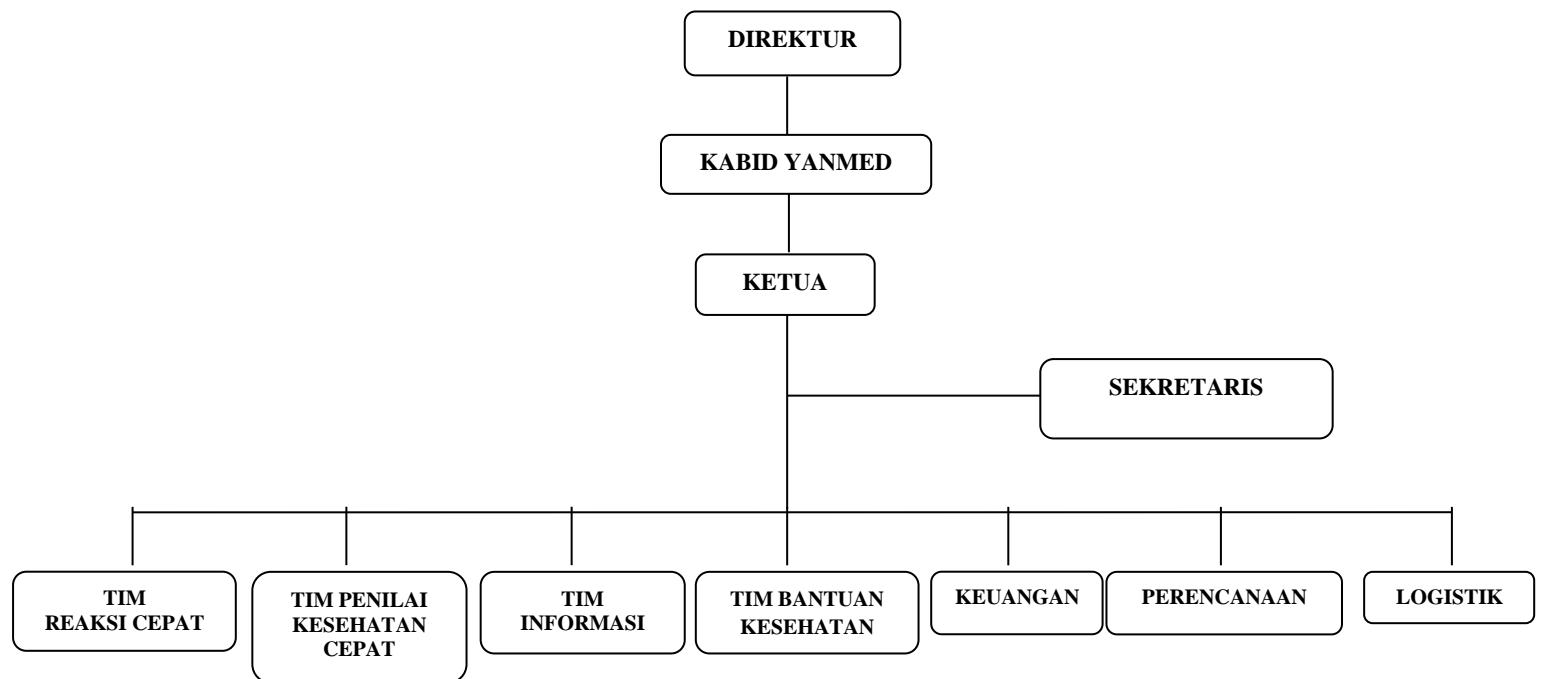 DIREKTUR
KABID YANMED
KETUA
SEKRETARIS
TIM
REAKSI CEPAT
TIM PENILAI
KESEHATAN
CEPAT
TIM
INFORMASI
TIM BANTUAN
KESEHATAN
KEUANGAN
PERENCANAAN
LOGISTIK